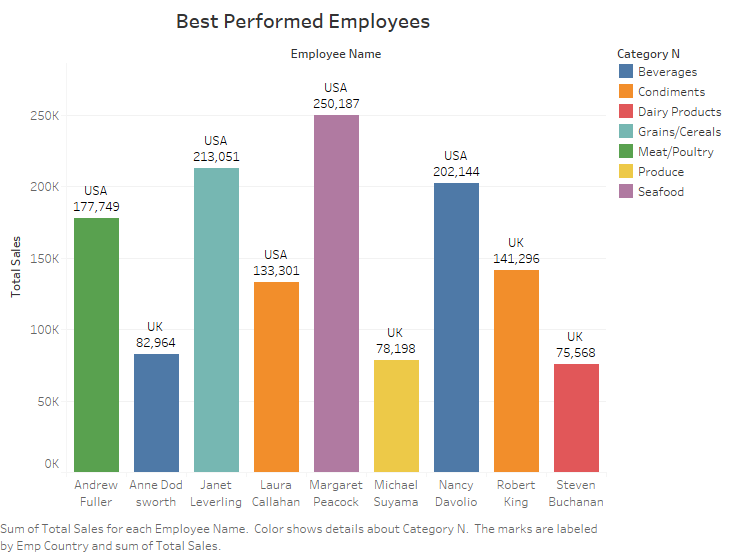 Best Performed Employees
Employee Name
Category N
Beverages
Condiments
Dairy Products
Grains/Cereals
Meat/Poultry
Produce
Seafood
Total Sales
250K
200K
150K
100K
50K
0K
USA
177,749
UK
82,964
USA
213,051
USA
133,301
USA
250,187
UK
78,198
USA
202,144
UK
141,296
UK
75,568
Andrew
Fuller
Anne Dod
sworth
Janet
Leverling
Laura
Callahan
Margaret
Peacock
Michael
Suyama
Nancy
Davolio
Robert
King
Steven
Buchanan
Sum of Total Sales for each Employee Name. Color shows details about Category N. The marks are labeled
by Emp Country and sum of Total Sales.